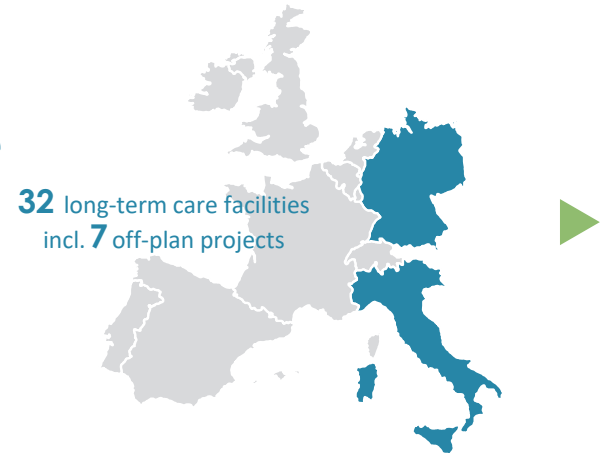 32 long-term care facilities
incl. 7 off-plan projects